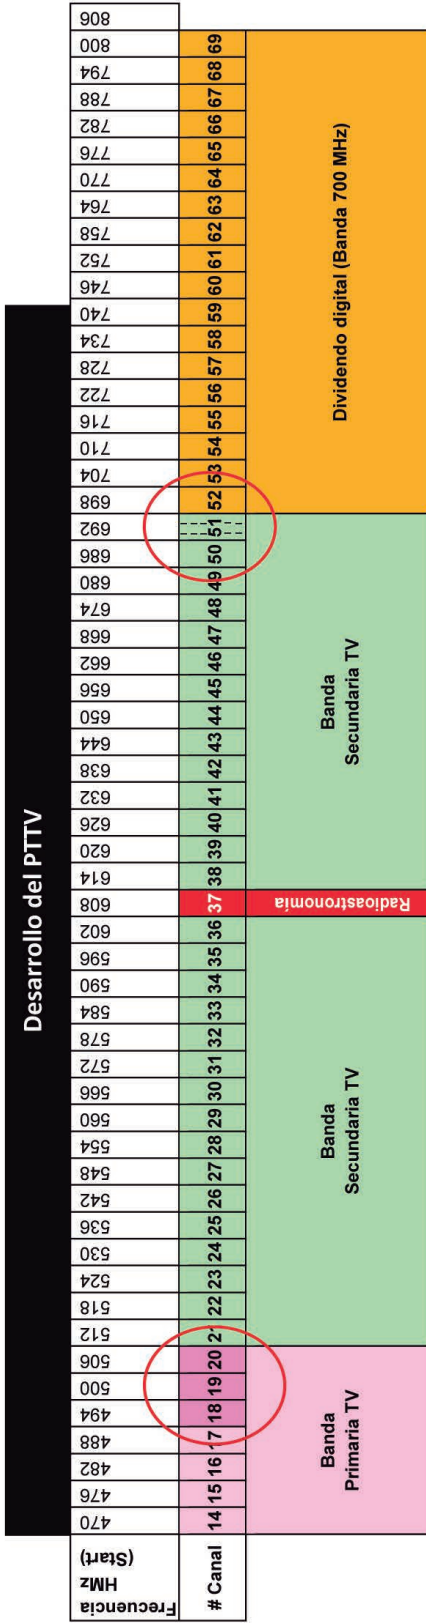 Desarrollo del PTTV
Frecuencia
HMz
(Start)
470 476 482 488 494 500 506 512 518 524 530 536 542 548 554 560 566 572 578 584 590 596 602 608 614 620 626 632 638 644 650 656 662 668 674 680 686 692 698 704 710 716 722 728 734 740 746 752 758 764 770 776 782 788 794 800 806
# Canal 14 15 16 17 18 19 20 21 22 23 24 25 26 27 28 29 30 31 32 33 34 35 36 37 38 39 40 41 42 43 44 45 46 47 48 49 50 51 52 53 54 55 56 57 58 59 60 61 62 63 64 65 66 67 68 69
Banda
Primaria TV
Banda
Secundaria TV
Radioastronomía
Banda
Secundaria TV
Dividendo digital (Banda 700 MHz)